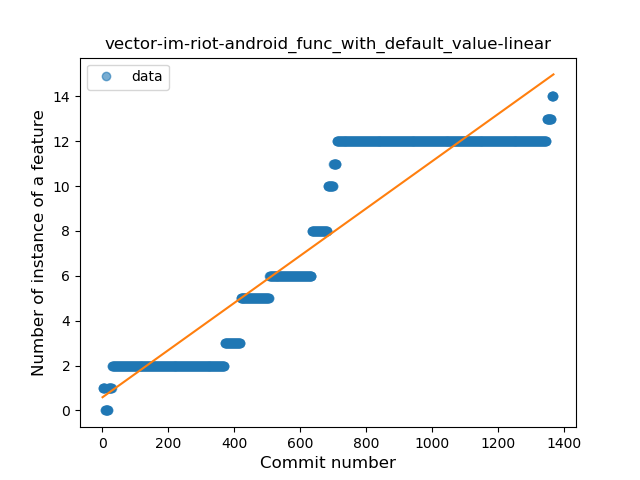 vector-im-riot-android_func_with_default_value-linear
data
Number of instance of a feature
14
12
10
8
6
4
2
0
0 200 400 600 800 1000 1200 1400
Commit number